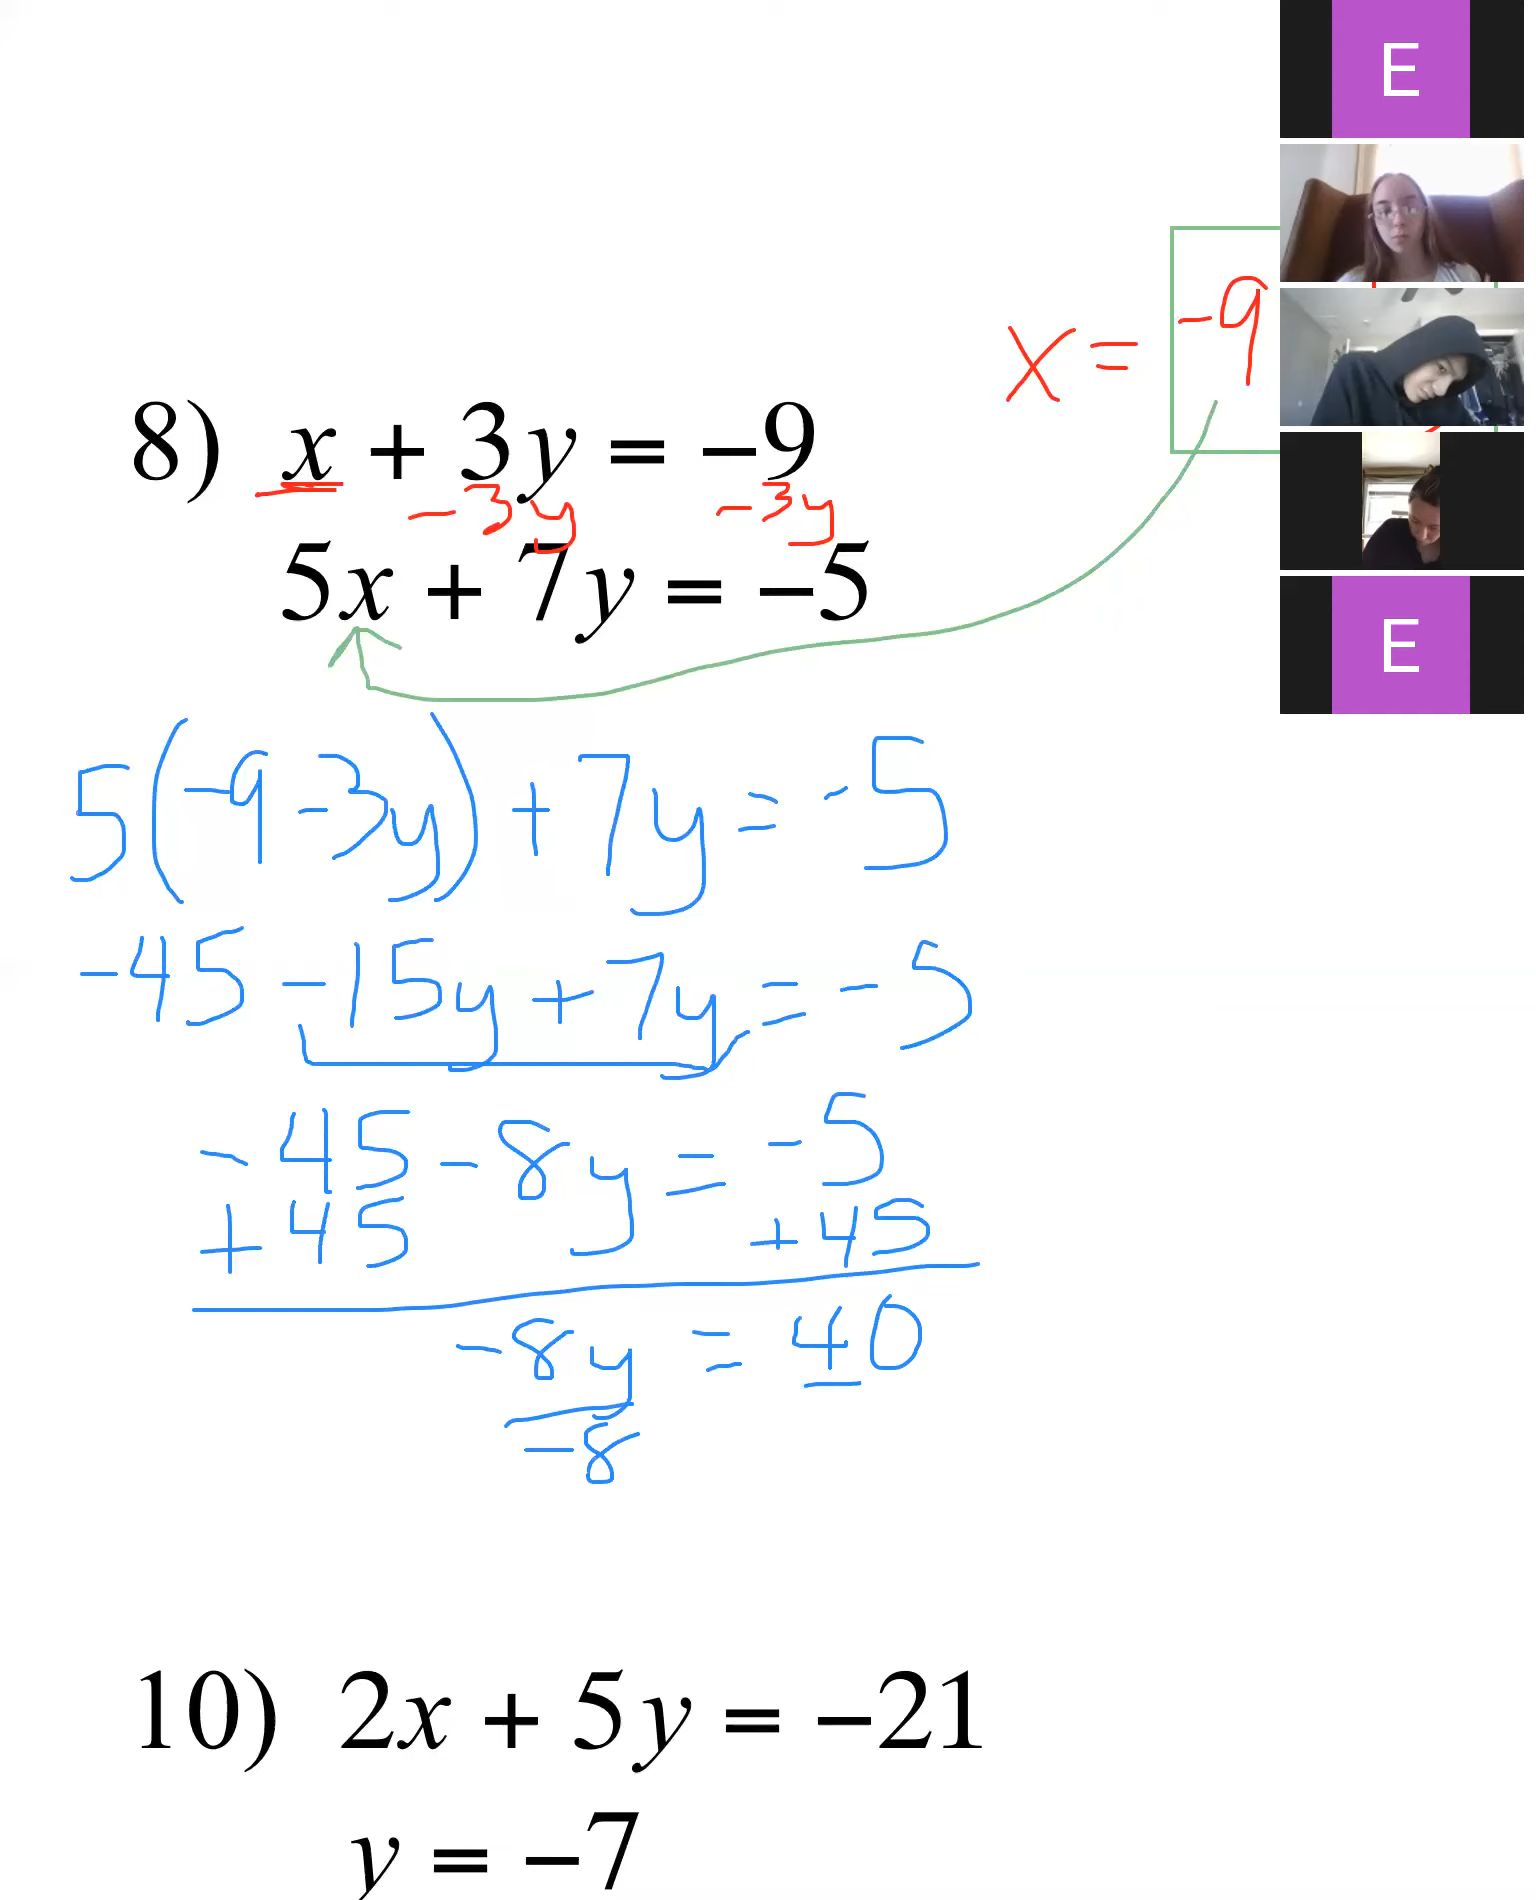 E
x = -9
8) x + 3y = −9
-3y -3y
5x + 7y = −5
E
5(-9-3y) + 7y = -5
-45 -15y + 7y = -5
-45 - 8y = -5
+45 +45
-8y = 40
-8
10) 2x + 5y = −21
y = −7